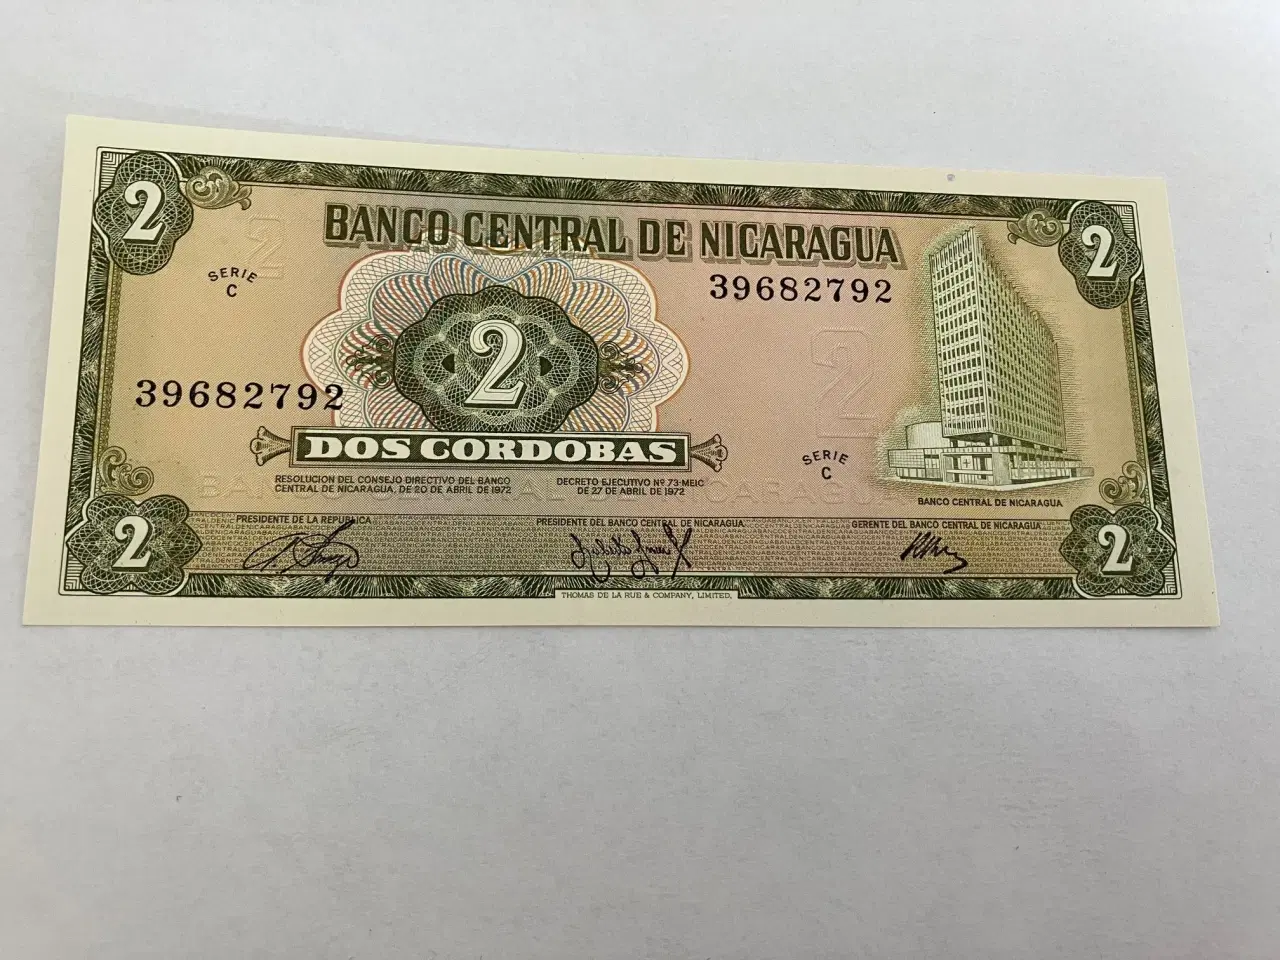 2
2
2
BANCO CENTRAL DE NICARAGUA
SERIE
C
39682792
2
2
39682792
DOS CORDOBAS
SERIE
C
RESOLUCION DEL CONSEJO DIRECTIVO DEL BANCO
CENTRAL DE NICARAGUA, DE 20 DE ABRIL DE 1972
DECRETO EJECUTIVO Nº 73-MEIC
DE 27 DE ABRIL DE 1972
BANCO CENTRAL DE NICARAGUA
PRESIDENTE DE LA REPUBLICA
PRESIDENTE DEL BANCO CENTRAL DE NICARAGUA
GERENTE DEL BANCO CENTRAL DE NICARAGUA
2
2
THOMAS DE LA RUE & COMPANY, LIMITED.